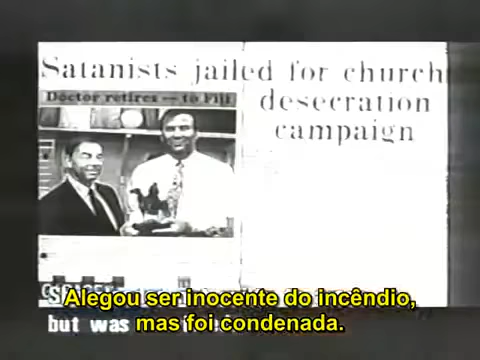 Satanists jailed for church
desecration
campaign
Doctor retires — to Fiji
Alegou ser inocente do incêndio,
mas foi condenada.
but was